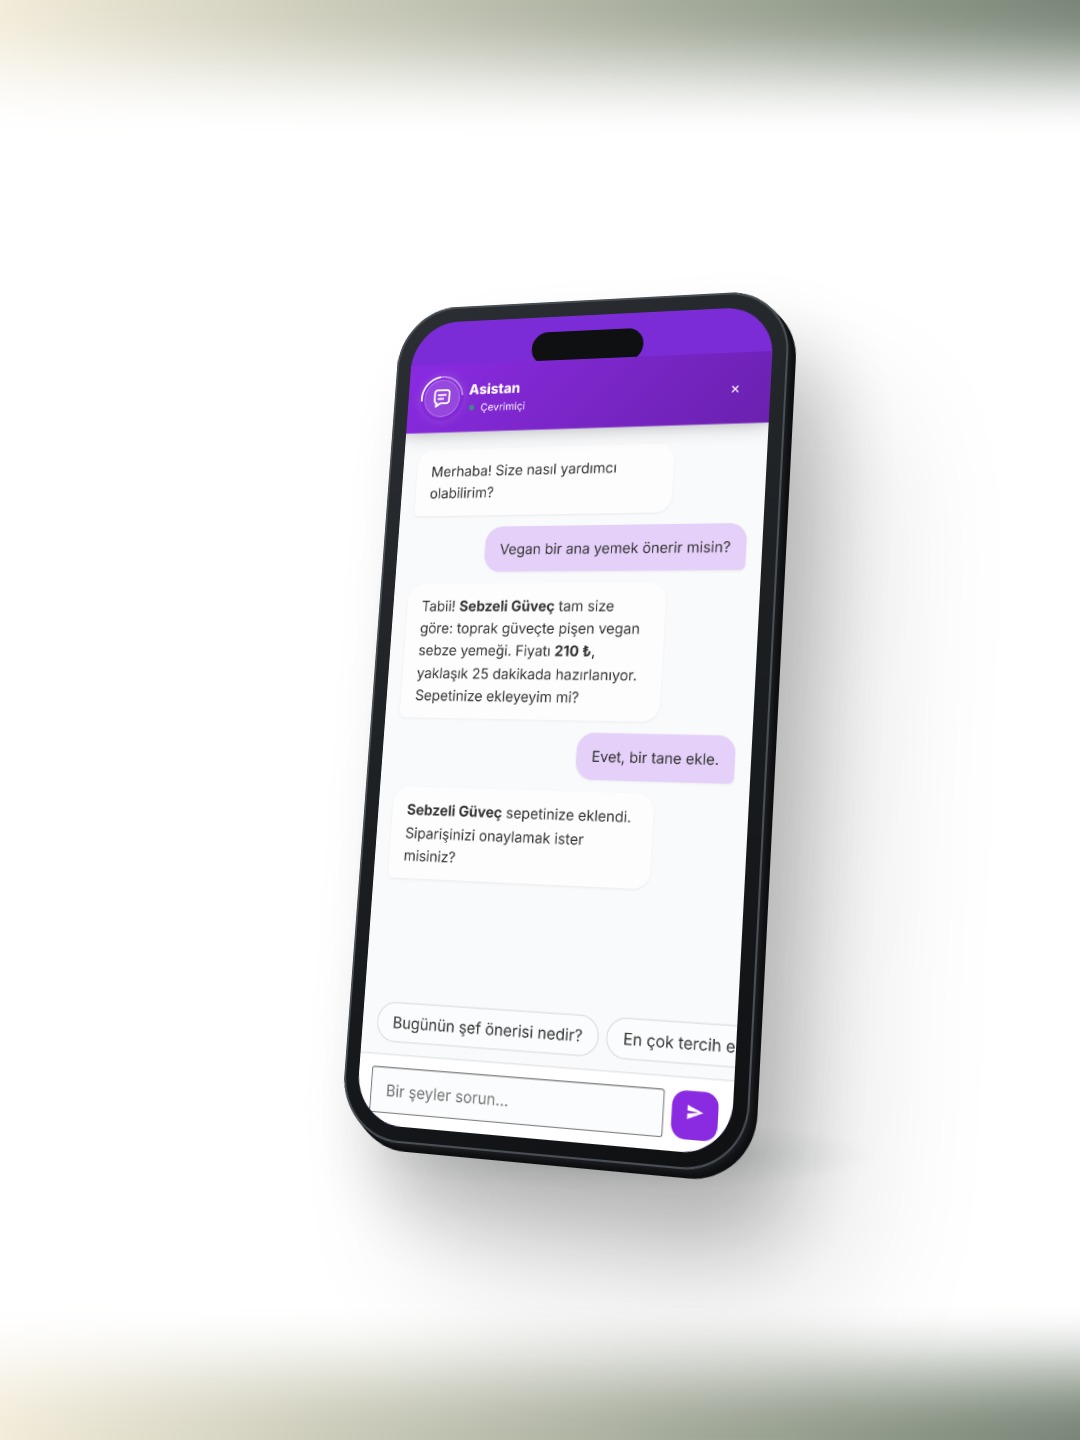 Asistan
Çevrimiçi
×
Merhaba! Size nasıl yardımcı
olabilirim?
Vegan bir ana yemek önerir misin?
Tabii! Sebzeli Güveç tam size
göre: toprak güveçte pişen vegan
sebze yemeği. Fiyatı 210 ₺,
yaklaşık 25 dakikada hazırlanıyor.
Sepetinize ekleyeyim mi?
Evet, bir tane ekle.
Sebzeli Güveç sepetinize eklendi.
Siparişinizi onaylamak ister
misiniz?
Bugünün şef önerisi nedir?
En çok tercih e
Bir şeyler sorun...